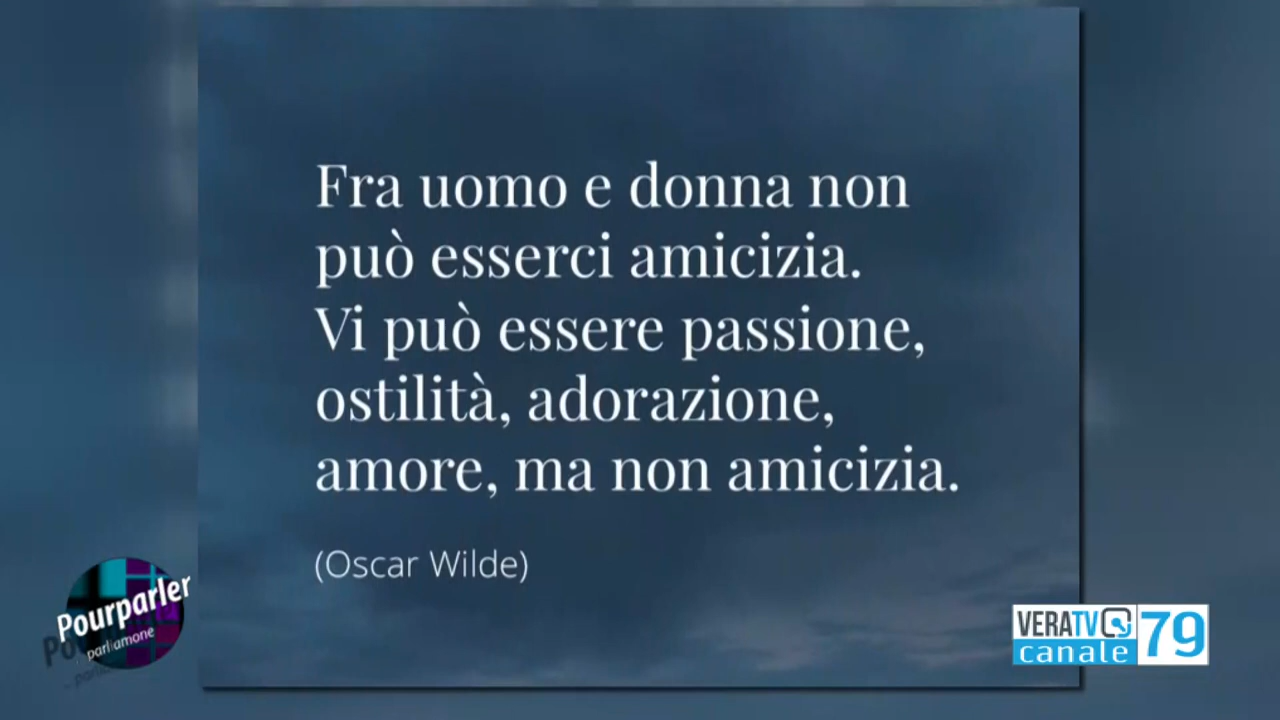 Fra uomo e donna non
può esserci amicizia.
Vi può essere passione,
ostilità, adorazione,
amore, ma non amicizia.
(Oscar Wilde)
Pourparler
parliamone
VERATV
canale 79